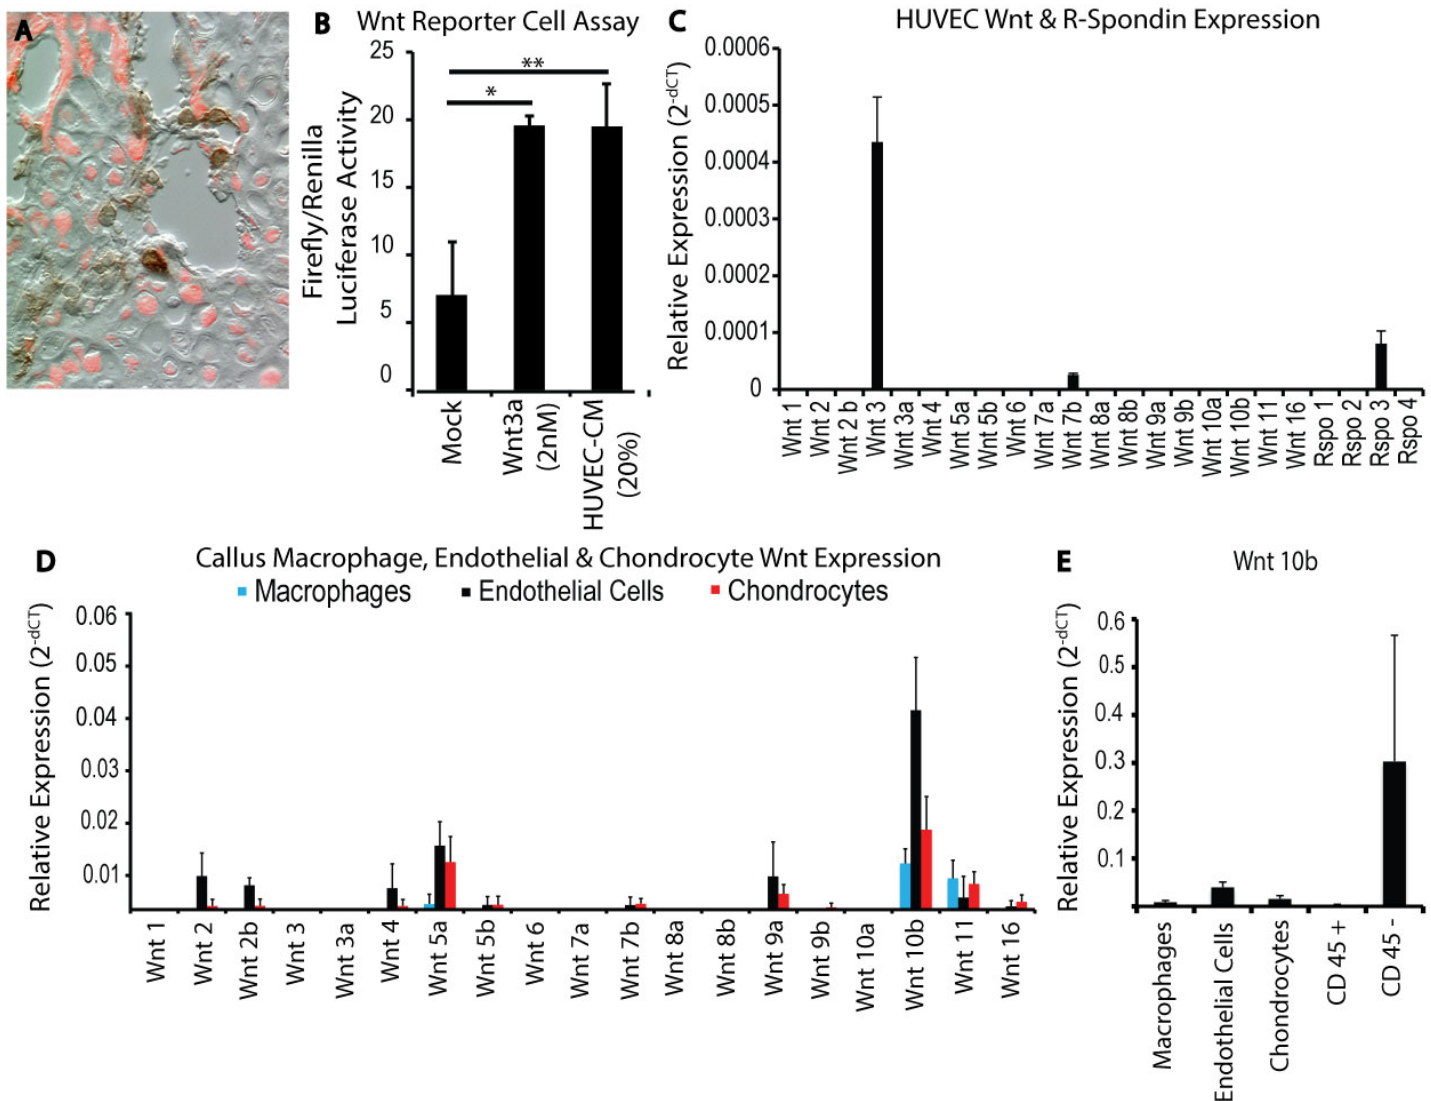 A
B
Wnt Reporter Cell Assay
25
20
15
10
5
0
Firefly/Renilla
Luciferase Activity
**
*
Mock
Wnt3a
(2nM)
HUVEC-CM
(20%)
C
HUVEC Wnt & R-Spondin Expression
Relative Expression (2-dCT)
0.0006
0.0005
0.0004
0.0003
0.0002
0.0001
0
Wnt 1
Wnt 2
Wnt 2 b
Wnt 3
Wnt 3a
Wnt 4
Wnt 5a
Wnt 5b
Wnt 6
Wnt 7a
Wnt 7b
Wnt 8a
Wnt 8b
Wnt 9a
Wnt 9b
Wnt 10a
Wnt 10b
Wnt 11
Wnt 16
Rspo 1
Rspo 2
Rspo 3
Rspo 4
D
Callus Macrophage, Endothelial & Chondrocyte Wnt Expression
Macrophages Endothelial Cells Chondrocytes
Relative Expression (2-dCT)
0.06
0.05
0.04
0.03
0.02
0.01
Wnt 1
Wnt 2
Wnt 2b
Wnt 3
Wnt 3a
Wnt 4
Wnt 5a
Wnt 5b
Wnt 6
Wnt 7a
Wnt 7b
Wnt 8a
Wnt 8b
Wnt 9a
Wnt 9b
Wnt 10a
Wnt 10b
Wnt 11
Wnt 16
E
Wnt 10b
Relative Expression (2-dCT)
0.6
0.5
0.4
0.3
0.2
0.1
Macrophages
Endothelial Cells
Chondrocytes
CD 45 +
CD 45 -